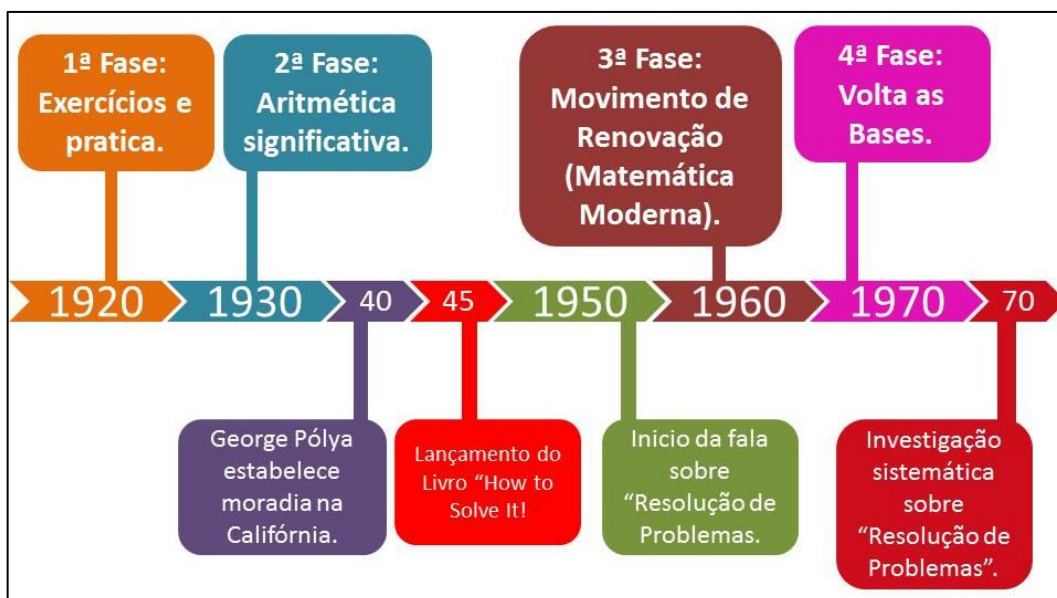 1ª Fase:
Exercícios e
pratica.
2ª Fase:
Aritmética
significativa.
3ª Fase:
Movimento de
Renovação
(Matemática
Moderna).
4ª Fase:
Volta as
Bases.
1920
1930
40
45
1950
1960
1970
70
George Pólya
estabelece
moradia na
Califórnia.
Lançamento do
Livro “How to
Solve It!
Inicio da fala
sobre
“Resolução de
Problemas.
Investigação
sistemática
sobre
“Resolução de
Problemas”.